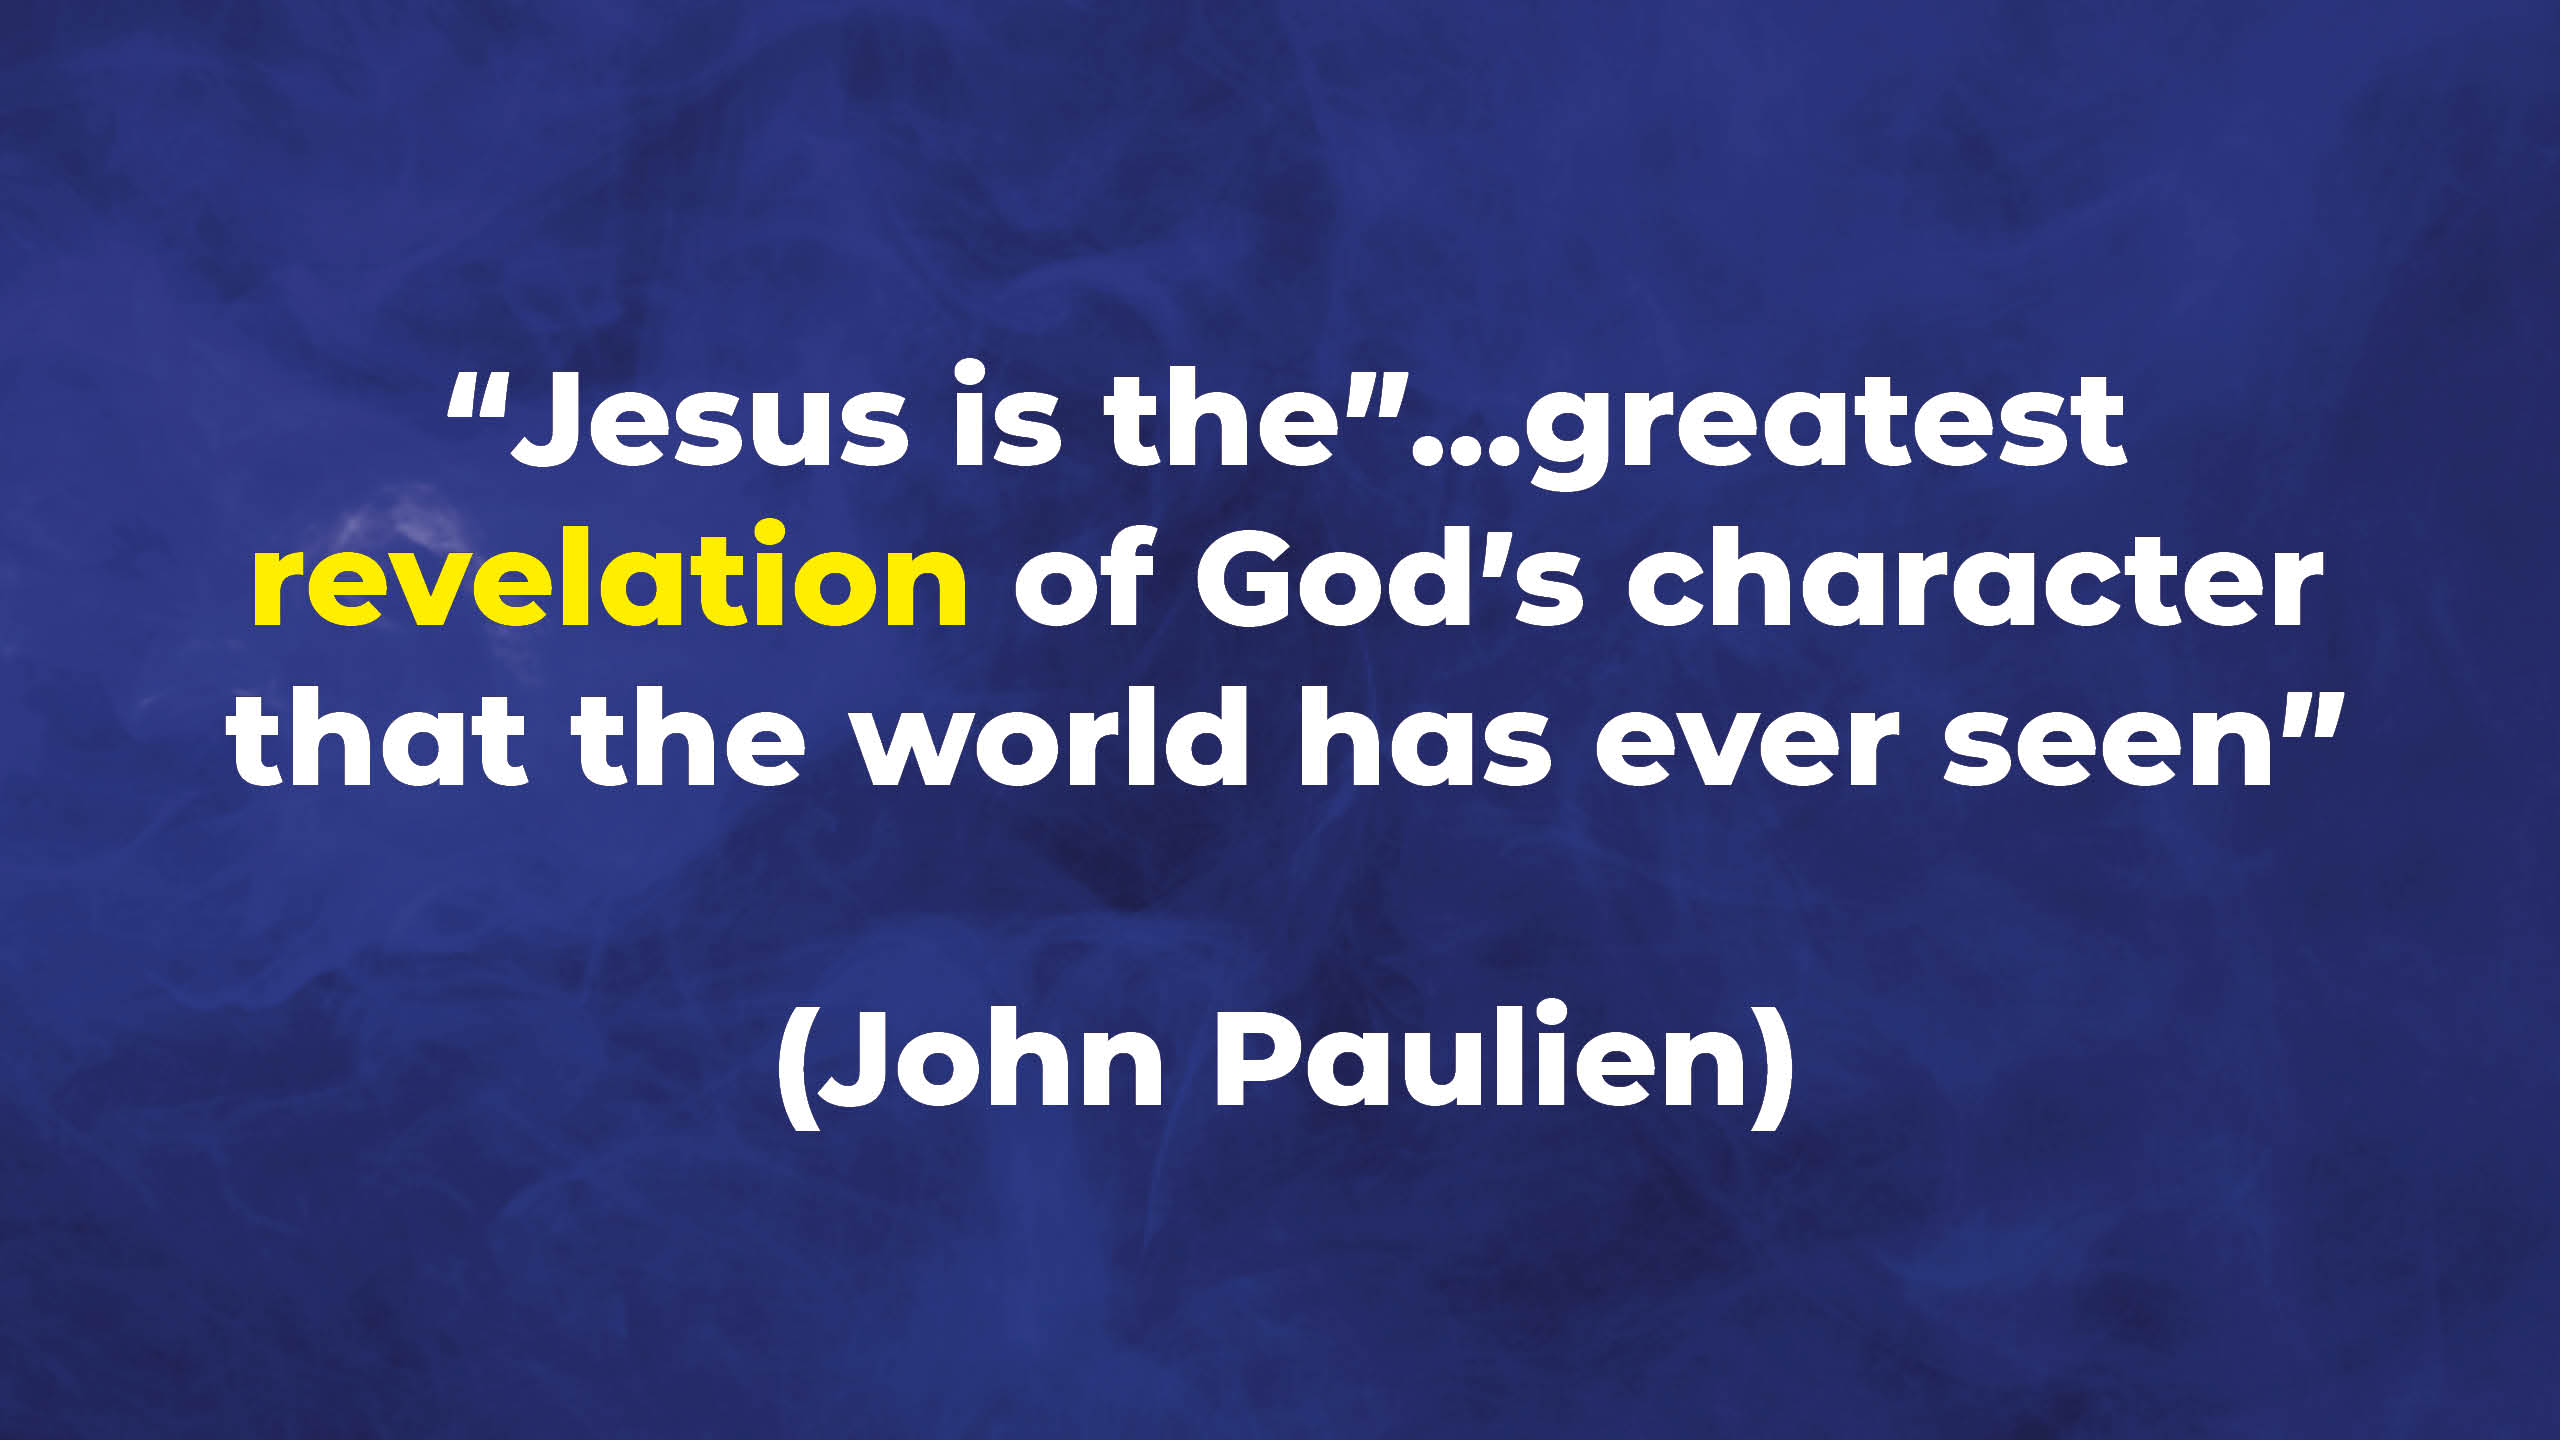 “Jesus is the”...greatest
revelation of God’s character
that the world has ever seen”
(John Paulien)